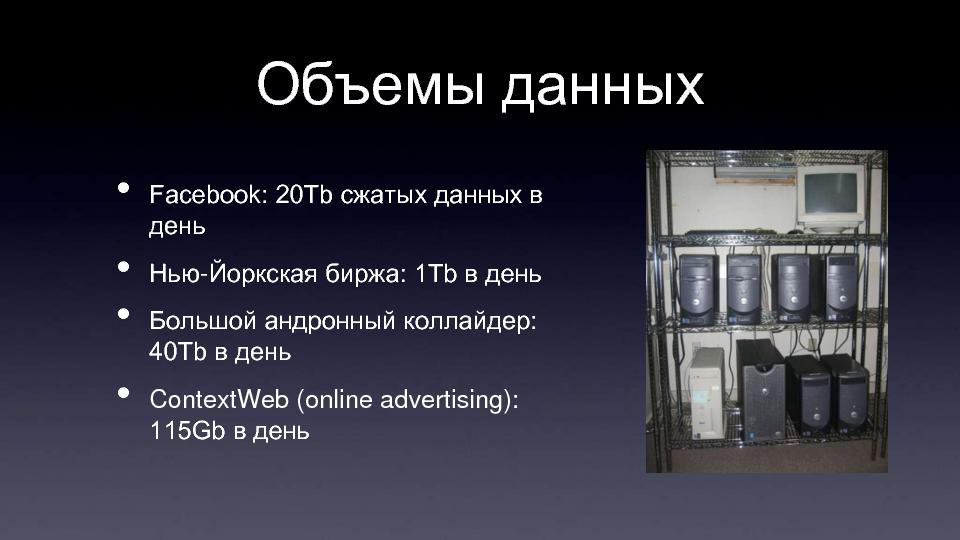 Объемы данных
• Facebook: 20Tb сжатых данных в
день
• Нью-Йоркская биржа: 1Tb в день
• Большой андронный коллайдер:
40Tb в день
• ContextWeb (online advertising):
115Gb в день